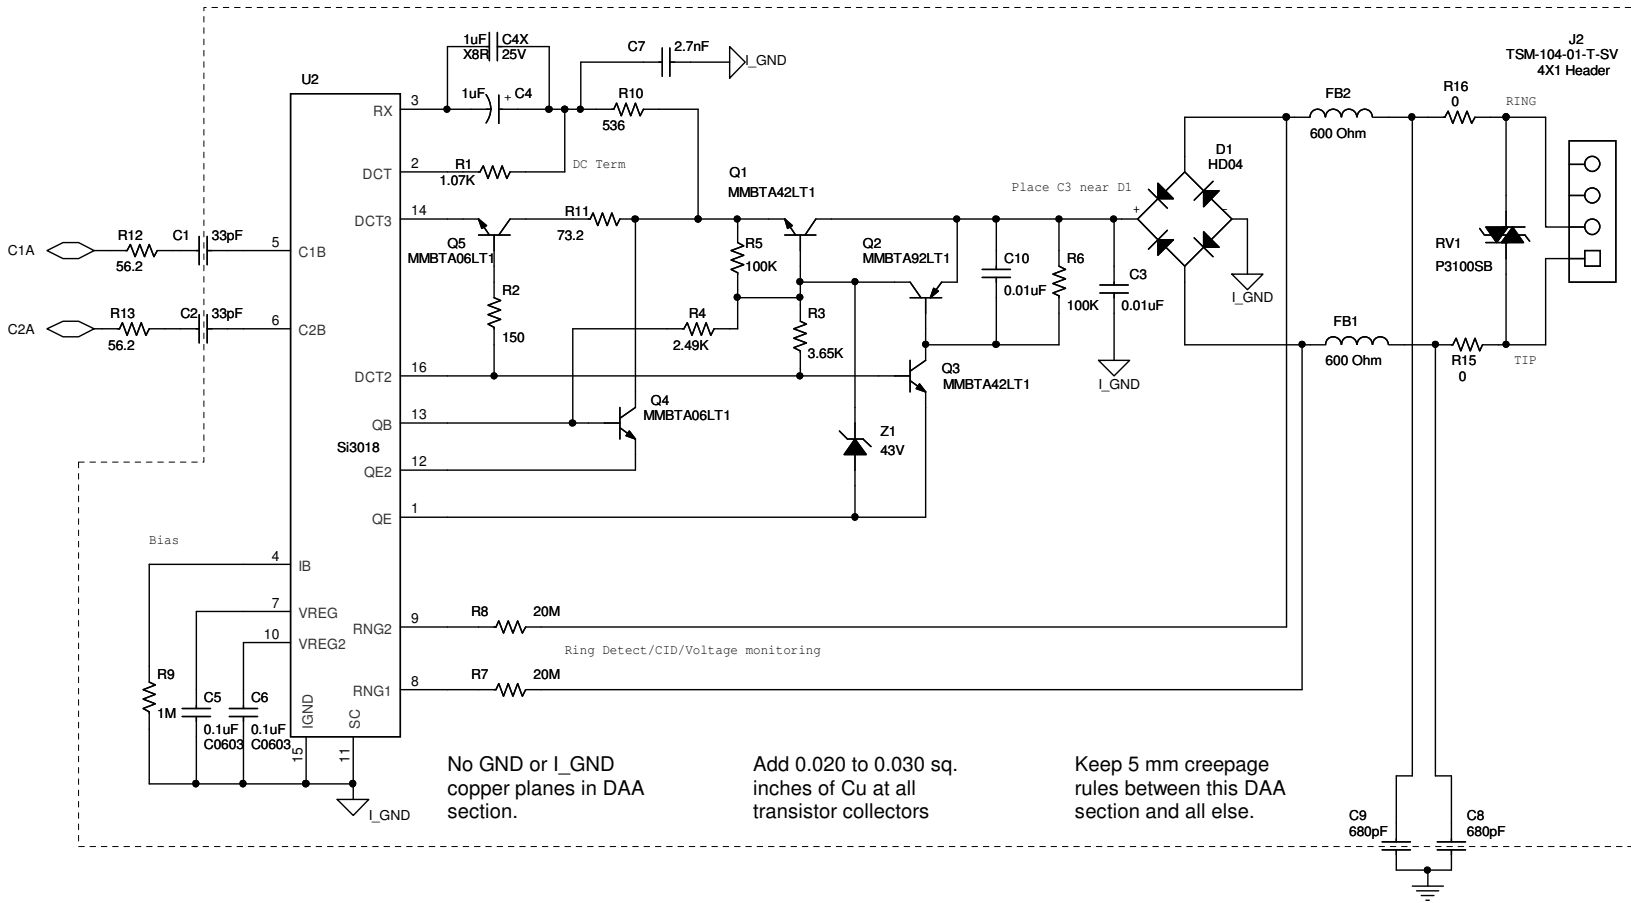 J2
TSM-104-01-T-SV
4X1 Header
1uF C4X
X8R 25V
C7 2.7nF
I_GND
U2
1uF + C4
R10
536
RX 3
FB2
600 Ohm
R16
0
RING
DCT 2
R1
1.07K
DC Term
Q1
MMBTA42LT1
Place C3 near D1
D1
HD04
+
-
DCT3 14
Q5
MMBTA06LT1
R11
73.2
R5
100K
Q2
MMBTA92LT1
C10
0.01uF
R6
100K
C3
0.01uF
I_GND
I_GND
RV1
P3100SB
C1A
R12
56.2
C1 33pF
5 C1B
C2A
R13
56.2
C2 33pF
6 C2B
R2
150
R4
2.49K
R3
3.65K
FB1
600 Ohm
R15
0
TIP
DCT2 16
Q3
MMBTA42LT1
QB 13
Q4
MMBTA06LT1
Z1
43V
Si3018
QE2 12
QE 1
Bias
4 IB
7 VREG
10 VREG2
RNG2 9
R8 20M
Ring Detect/CID/Voltage monitoring
RNG1 8
R7 20M
R9
1M
C5
0.1uF
C0603
C6
0.1uF
C0603
IGND
SC
15
11
I_GND
No GND or I_GND
copper planes in DAA
section.
Add 0.020 to 0.030 sq.
inches of Cu at all
transistor collectors
Keep 5 mm creepage
rules between this DAA
section and all else.
C9
680pF
C8
680pF